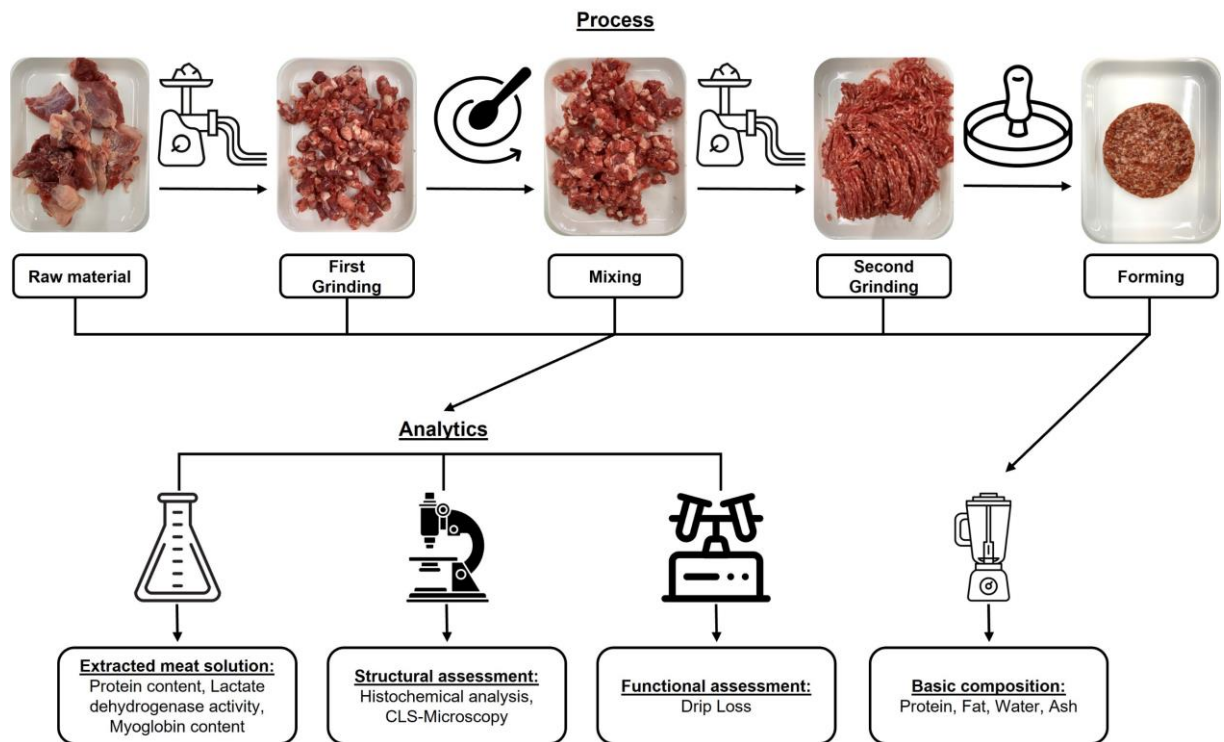 Process
Raw material
First
Grinding
Mixing
Second
Grinding
Forming
Analytics
Extracted meat solution:
Protein content, Lactate
dehydrogenase activity,
Myoglobin content
Structural assessment:
Histochemical analysis,
CLS-Microscopy
Functional assessment:
Drip Loss
Basic composition:
Protein, Fat, Water, Ash